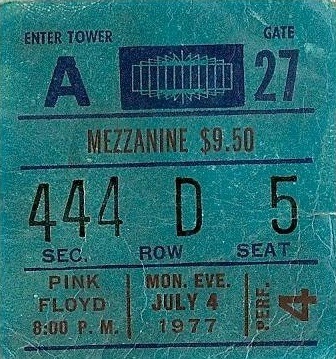 ENTER TOWER GATE
A 27
MEZZANINE $9.50
444 D 5
SEC. ROW SEAT
PINK
FLOYD
8:00 P. M.
MON. EVE.
JULY 4
1977
PERF.
4